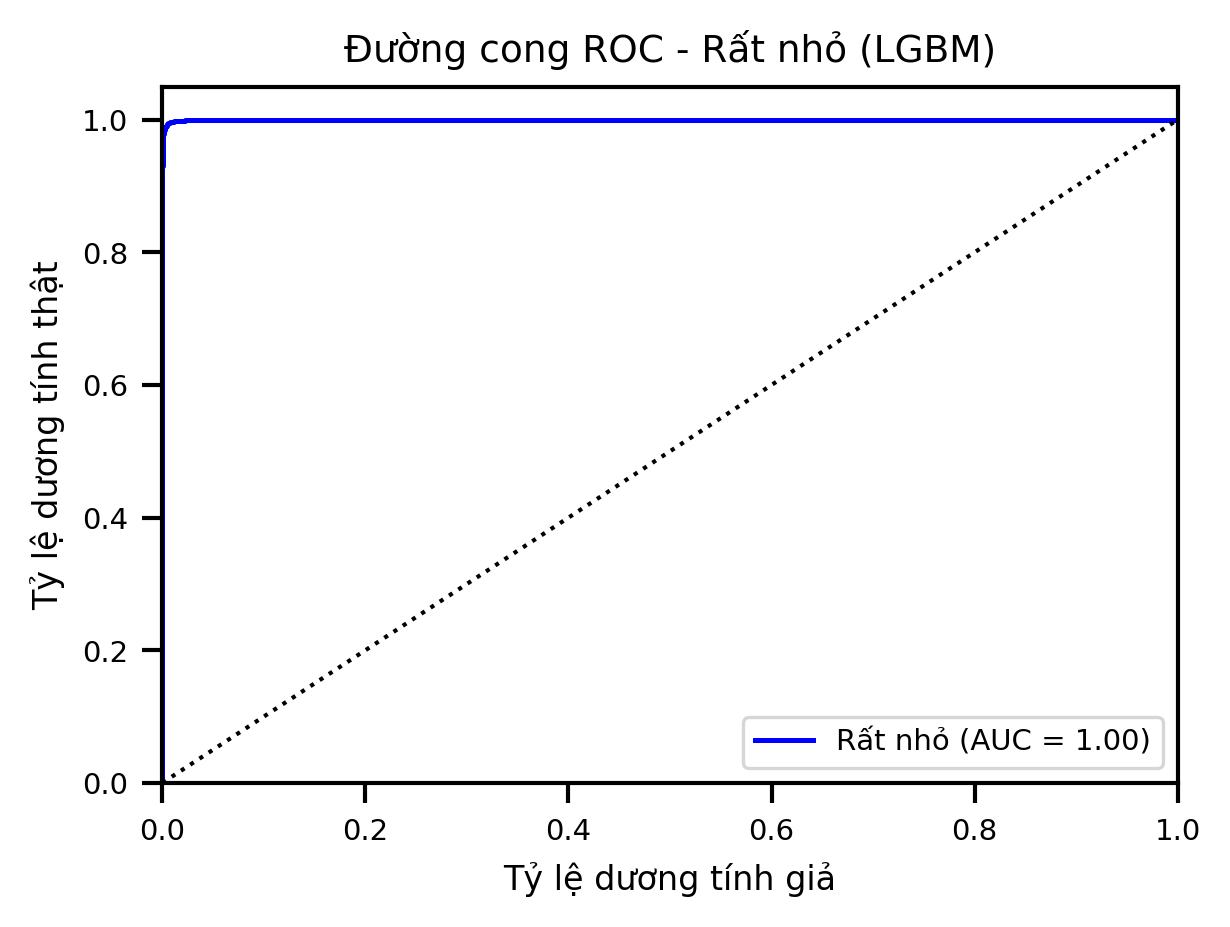 Đường cong ROC - Rất nhỏ (LGBM)
Tỷ lệ dương tính thật
1.0
0.8
0.6
0.4
0.2
0.0
Rất nhỏ (AUC = 1.00)
0.0 0.2 0.4 0.6 0.8 1.0
Tỷ lệ dương tính giả